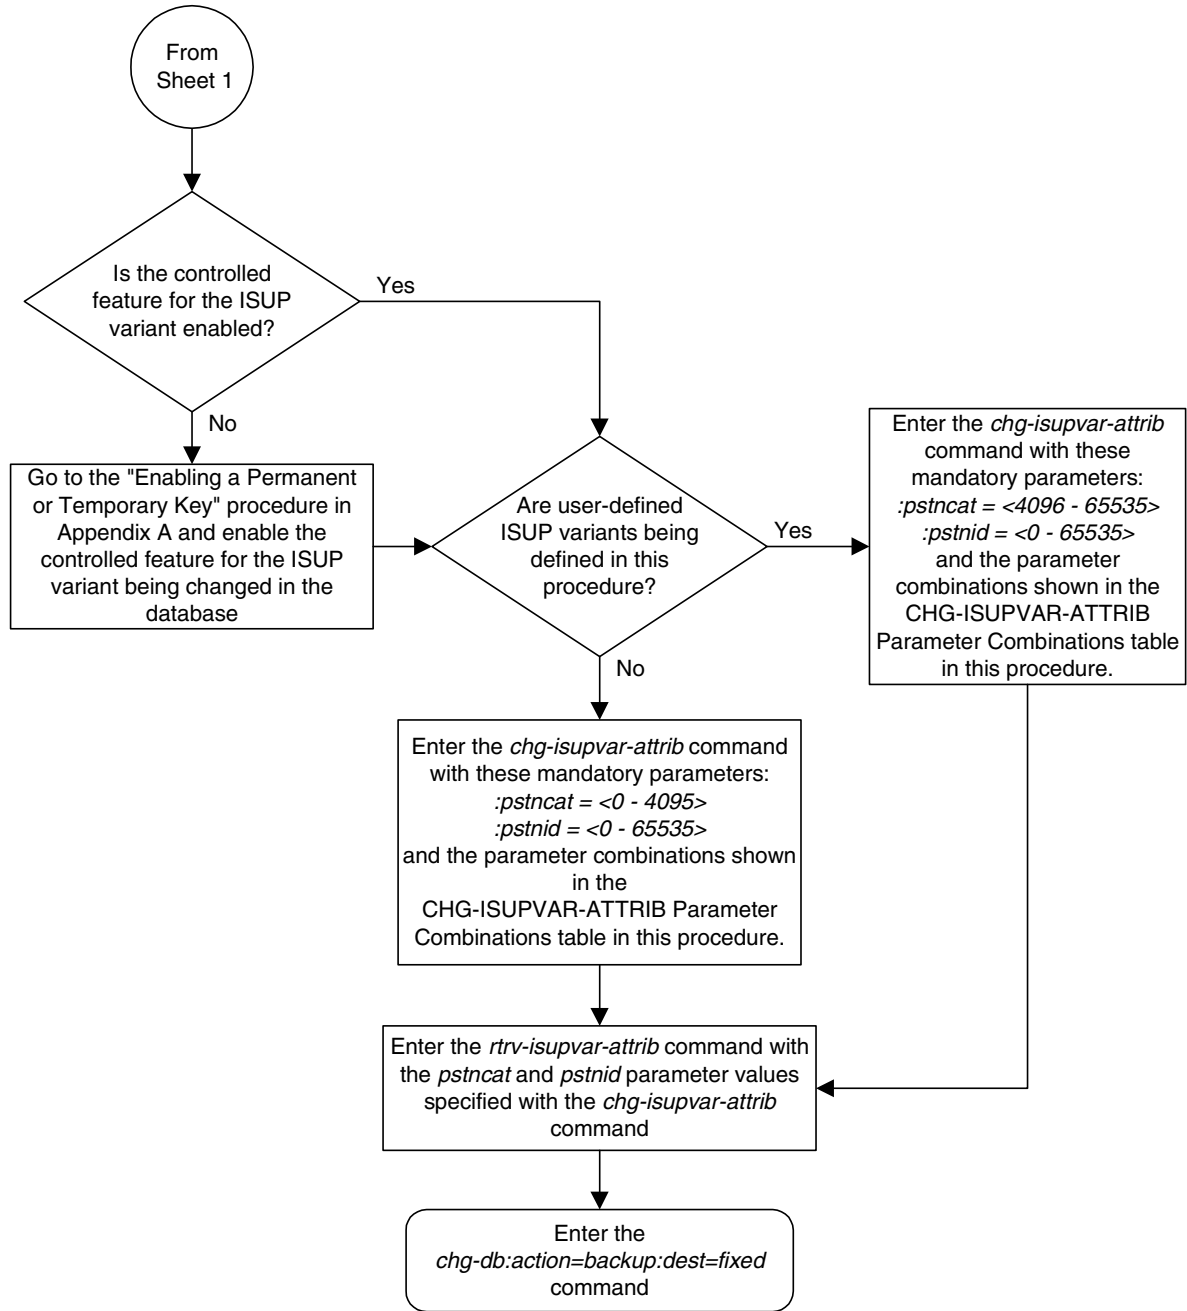 From
Sheet 1
Is the controlled
feature for the ISUP
variant enabled?
Yes
No
Go to the "Enabling a Permanent
or Temporary Key" procedure in
Appendix A and enable the
controlled feature for the ISUP
variant being changed in the
database
Are user-defined
ISUP variants being
defined in this
procedure?
Yes
No
Enter the chg-isupvar-attrib
command with these
mandatory parameters:
:pstncat = <4096 - 65535>
:pstnid = <0 - 65535>
and the parameter
combinations shown in the
CHG-ISUPVAR-ATTRIB
Parameter Combinations table
in this procedure.
Enter the chg-isupvar-attrib command
with these mandatory parameters:
:pstncat = <0 - 4095>
:pstnid = <0 - 65535>
and the parameter combinations shown
in the
CHG-ISUPVAR-ATTRIB Parameter
Combinations table in this procedure.
Enter the rtrv-isupvar-attrib command with
the pstncat and pstnid parameter values
specified with the chg-isupvar-attrib
command
Enter the
chg-db:action=backup:dest=fixed
command